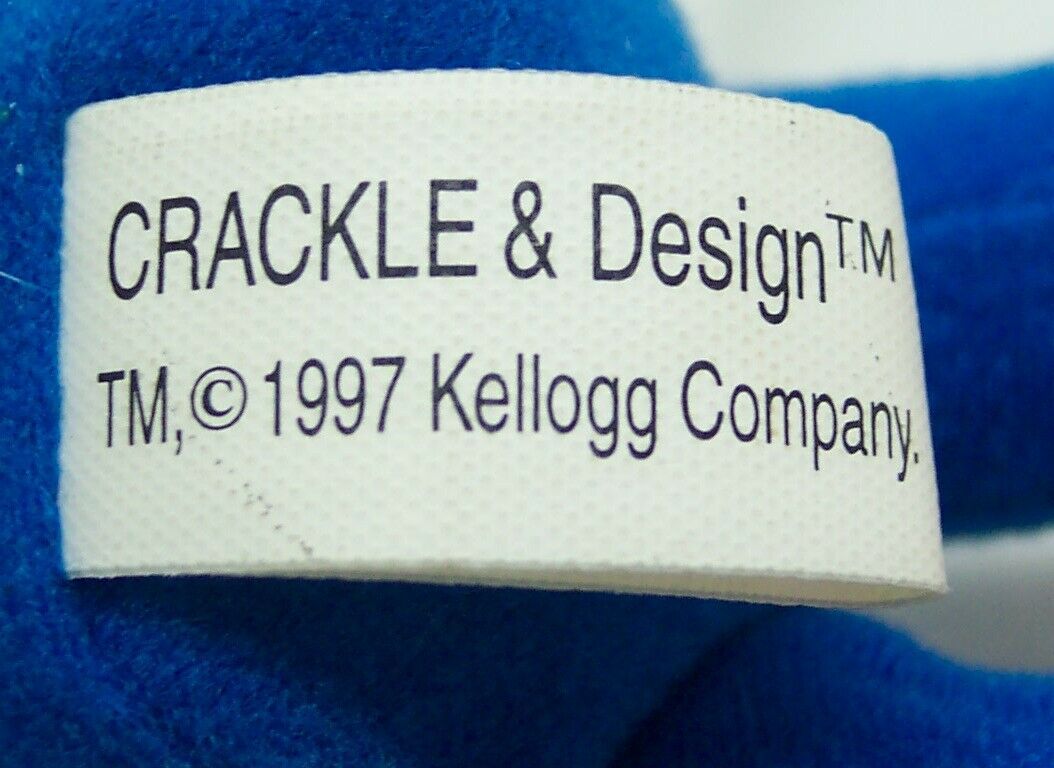 CRACKLE & Design™
TM,© 1997 Kellogg Company.